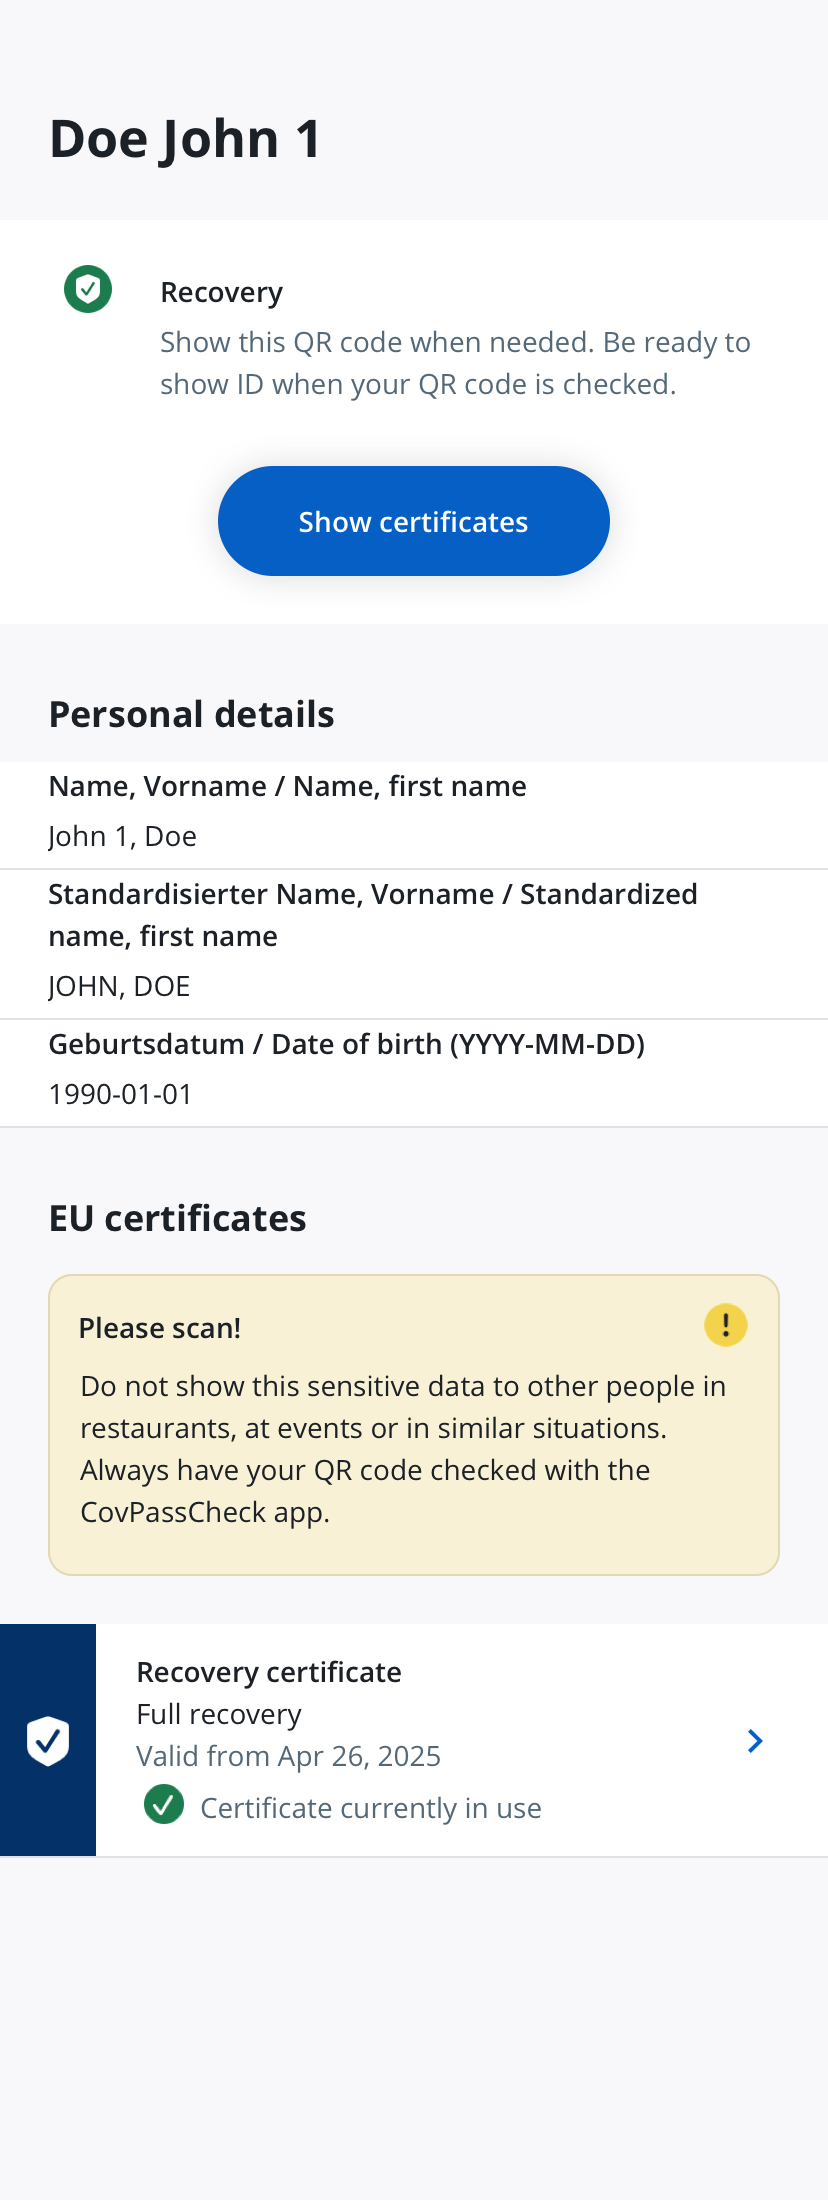 Doe John 1
Recovery
Show this QR code when needed. Be ready to
show ID when your QR code is checked.
Show certificates
Personal details
Name, Vorname / Name, first name
John 1, Doe
Standardisierter Name, Vorname / Standardized
name, first name
JOHN, DOE
Geburtsdatum / Date of birth (YYYY-MM-DD)
1990-01-01
EU certificates
Please scan!
Do not show this sensitive data to other people in
restaurants, at events or in similar situations.
Always have your QR code checked with the
CovPassCheck app.
Recovery certificate
Full recovery
Valid from Apr 26, 2025
Certificate currently in use